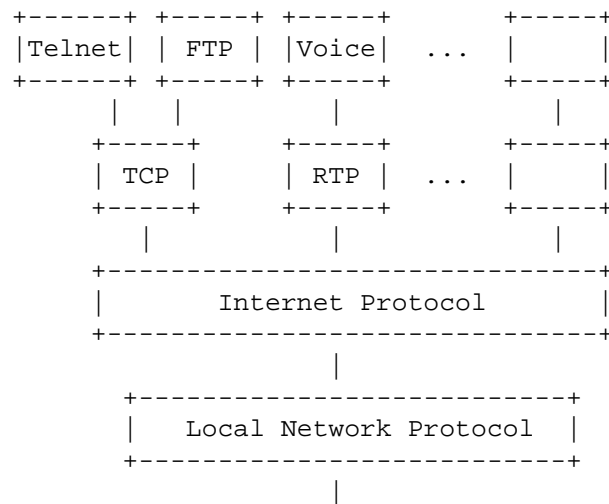 Telnet FTP Voice ...
TCP RTP ...
Internet Protocol
Local Network Protocol